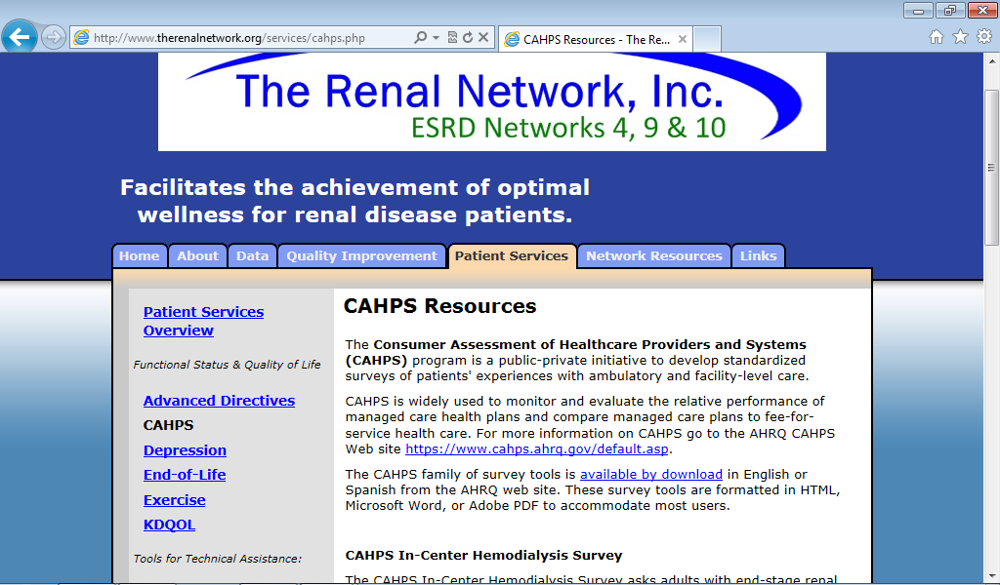 http://www.therenalnetwork.org/services/cahps.php
CAHPS Resources - The Re...
The Renal Network, Inc.
ESRD Networks 4, 9 & 10
Facilitates the achievement of optimal
wellness for renal disease patients.
Home About Data Quality Improvement Patient Services Network Resources Links
Patient Services
Overview
Functional Status & Quality of Life
Advanced Directives
CAHPS
Depression
End-of-Life
Exercise
KDQOL
Tools for Technical Assistance:
CAHPS Resources
The Consumer Assessment of Healthcare Providers and Systems
(CAHPS) program is a public-private initiative to develop standardized
surveys of patients' experiences with ambulatory and facility-level care.
CAHPS is widely used to monitor and evaluate the relative performance of
managed care health plans and compare managed care plans to fee-for-
service health care. For more information on CAHPS go to the AHRQ CAHPS
Web site https://www.cahps.ahrq.gov/default.asp.
The CAHPS family of survey tools is available by download in English or
Spanish from the AHRQ web site. These survey tools are formatted in HTML,
Microsoft Word, or Adobe PDF to accommodate most users.
CAHPS In-Center Hemodialysis Survey
The CAHPS In-Center Hemodialysis Survey asks adults with end-stage renal